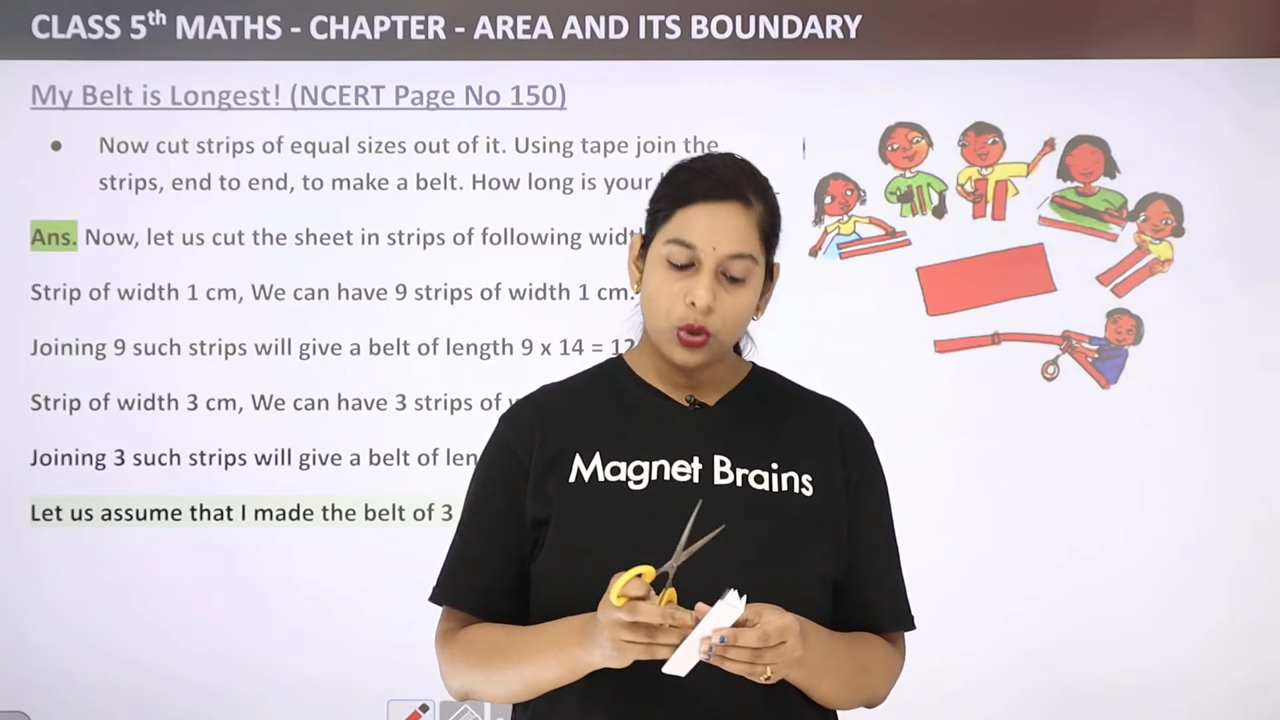 CLASS 5th MATHS - CHAPTER - AREA AND ITS BOUNDARY
My Belt is Longest! (NCERT Page No 150)
● Now cut strips of equal sizes out of it. Using tape join the
strips, end to end, to make a belt. How long is your
Ans. Now, let us cut the sheet in strips of following
Strip of width 1 cm, We can have 9 strips of width 1 cm.
Joining 9 such strips will give a belt of length 9 x 14 =
Strip of width 3 cm, We can have 3 strips of
Joining 3 such strips will give a belt of
Let us assume that I made the belt of 3
Magnet Brains